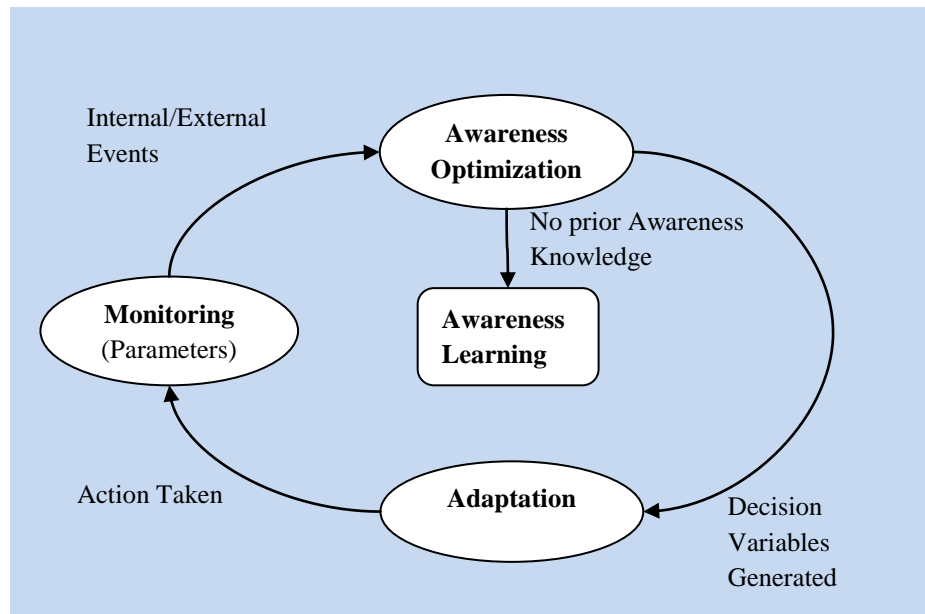 Internal/External
Events
Awareness
Optimization
No prior Awareness
Knowledge
Monitoring
(Parameters)
Awareness
Learning
Action Taken
Adaptation
Decision
Variables
Generated